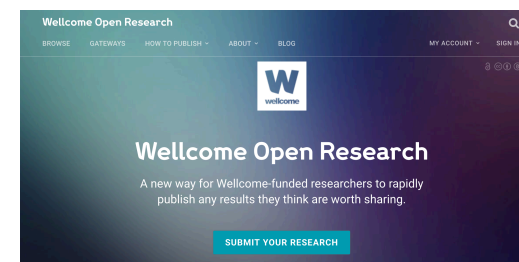 Wellcome Open Research
BROWSE GATEWAYS HOW TO PUBLISH ABOUT BLOG MY ACCOUNT SIGN IN
W
wellcome
Wellcome Open Research
A new way for Wellcome-funded researchers to rapidly
publish any results they think are worth sharing.
SUBMIT YOUR RESEARCH